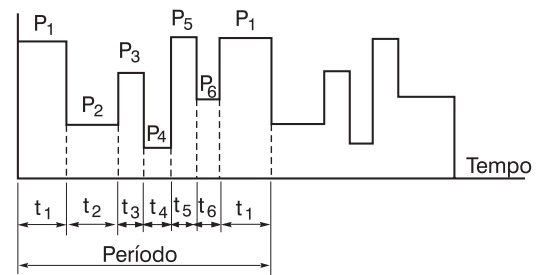 P₁ P₂ P₃ P₄ P₅ P₆ P₁
Tempo
t₁ t₂ t₃ t₄ t₅ t₆ t₁
Período